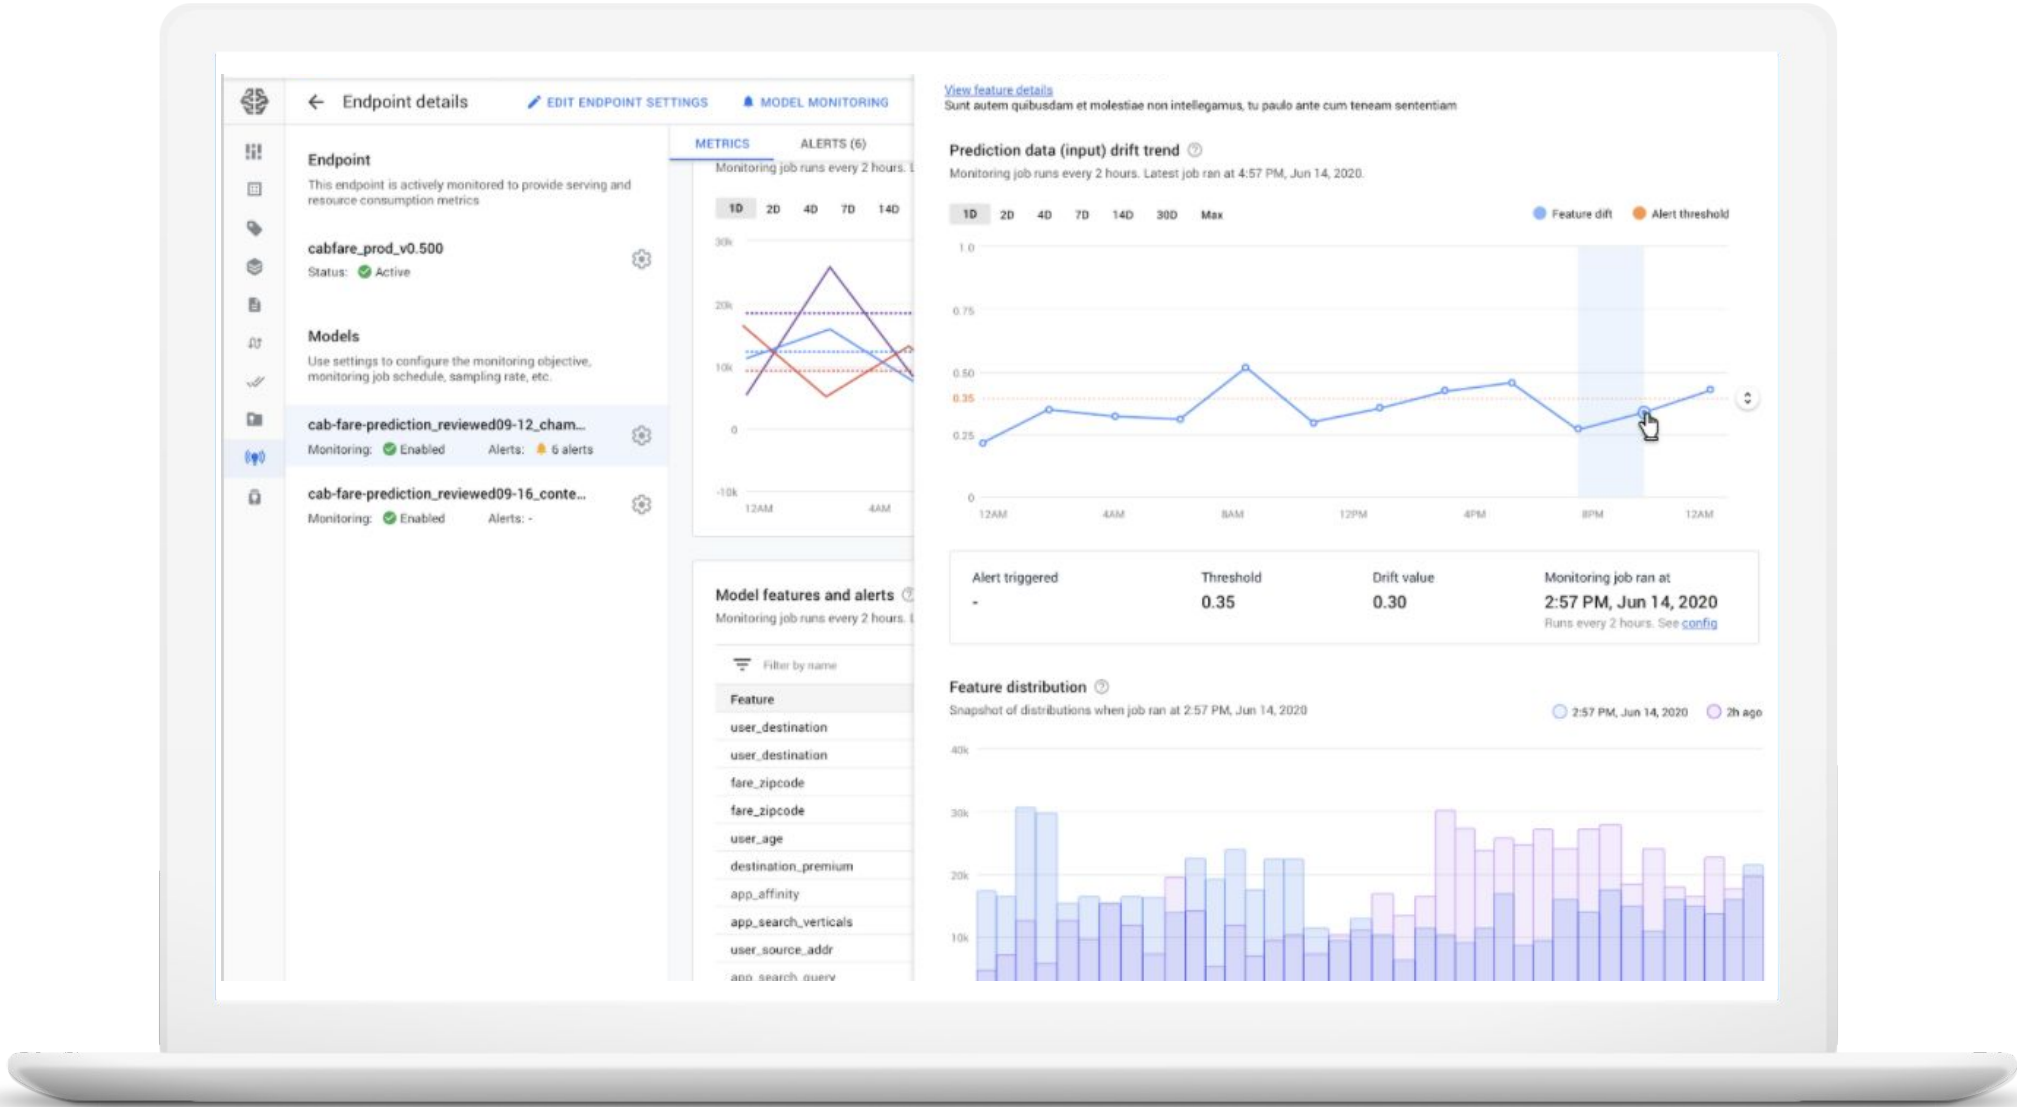 Endpoint details
EDIT ENDPOINT SETTINGS
MODEL MONITORING
Endpoint
This endpoint is actively monitored to provide serving and
resource consumption metrics
cabfare_prod_v0.500
Status: Active
Models
Use settings to configure the monitoring objective,
monitoring job schedule, sampling rate, etc.
cab-fare-prediction_reviewed09-12_cham...
Monitoring: Enabled Alerts: 6 alerts
cab-fare-prediction_reviewed09-16_conte...
Monitoring: Enabled Alerts: -
METRICS ALERTS (6)
Monitoring job runs every 2 hours. L
1D 2D 4D 7D 14D
30k
20k
10k
0
-10k
12AM 4AM
Model features and alerts
Monitoring job runs every 2 hours. L
Filter by name
Feature
user_destination
user_destination
fare_zipcode
fare_zipcode
user_age
destination_premium
app_affinity
app_search_verticals
user_source_addr
app_search_query
View feature details
Sunt autem quibusdam et molestiae non intellegamus, tu paulo ante cum teneam sententiam
Prediction data (input) drift trend
Monitoring job runs every 2 hours. Latest job ran at 4:57 PM, Jun 14, 2020.
1D 2D 4D 7D 14D 30D Max
Feature dift Alert threshold
1.0
0.75
0.50
0.35
0.25
0
12AM 4AM 8AM 12PM 4PM 8PM 12AM
Alert triggered Threshold Drift value Monitoring job ran at
- 0.35 0.30 2:57 PM, Jun 14, 2020
Runs every 2 hours. See config
Feature distribution
Snapshot of distributions when job ran at 2:57 PM, Jun 14, 2020
2:57 PM, Jun 14, 2020 2h ago
40k
30k
20k
10k